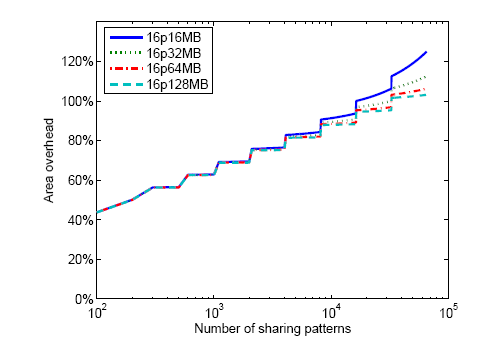 16p16MB
16p32MB
16p64MB
16p128MB
120%
100%
80%
60%
40%
20%
0%
Area overhead
10^2
10^3
10^4
10^5
Number of sharing patterns